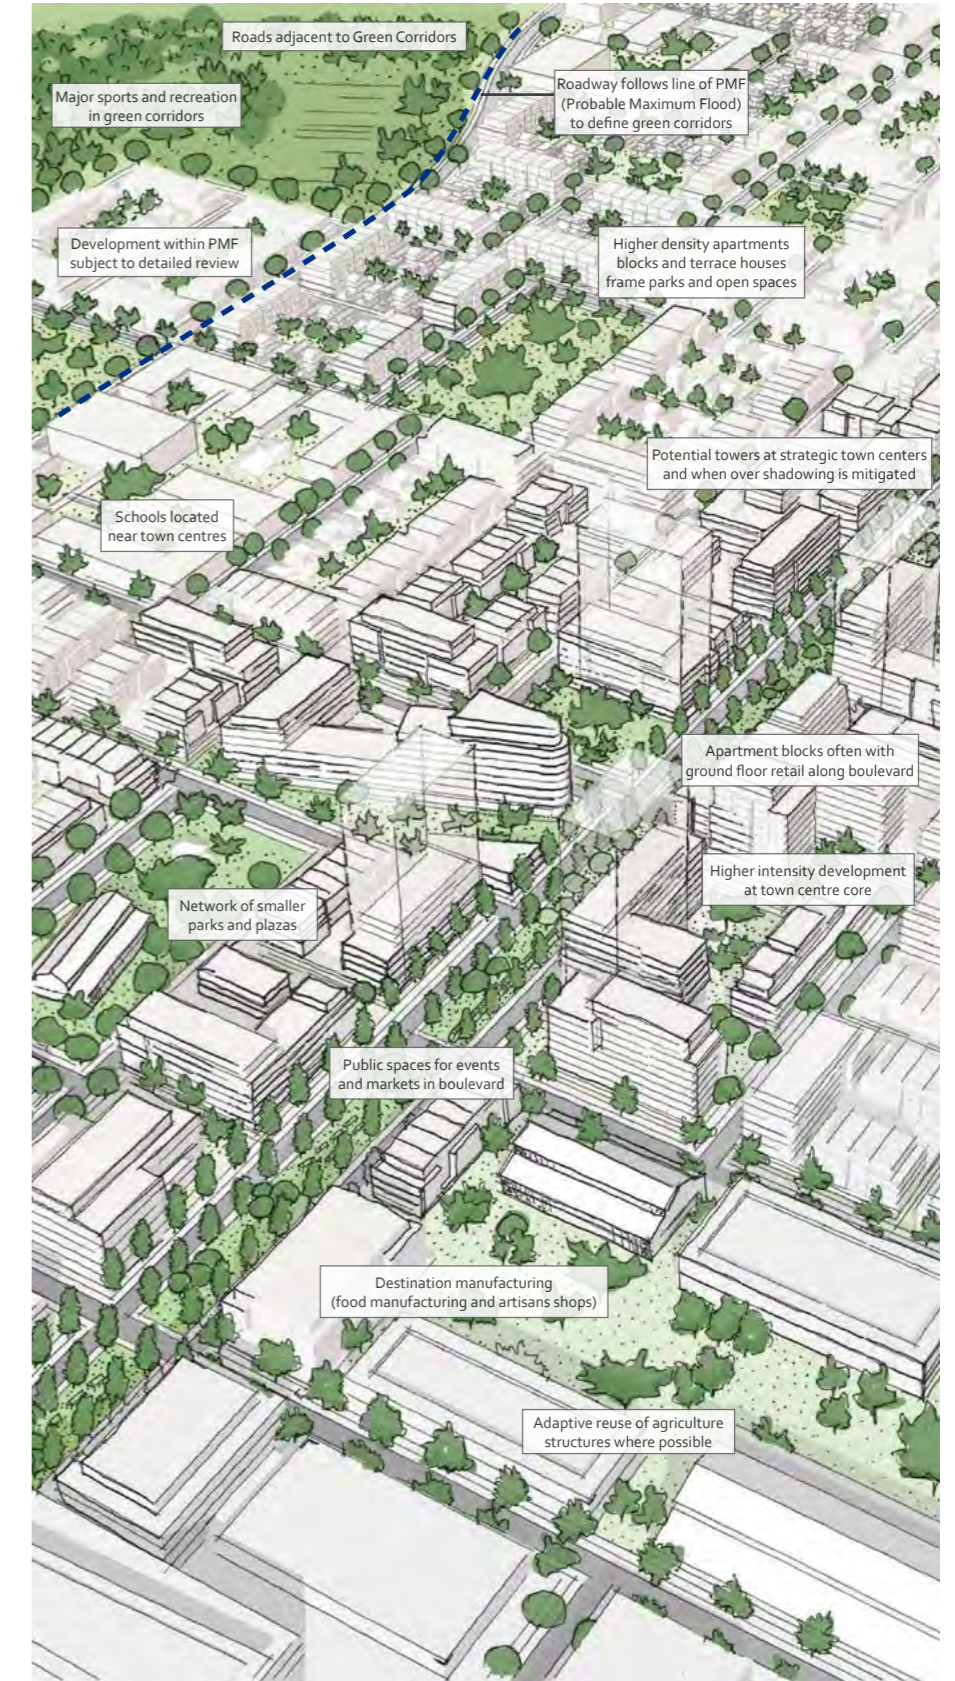 Roads adjacent to Green Corridors
Major sports and recreation
in green corridors
Roadway follows line of PMF
(Probable Maximum Flood)
to define green corridors
Development within PMF
subject to detailed review
Higher density apartments
blocks and terrace houses
frame parks and open spaces
Potential towers at strategic town centers
and when over shadowing is mitigated
Schools located
near town centres
Apartment blocks often with
ground floor retail along boulevard
Higher intensity development
at town centre core
Network of smaller
parks and plazas
Public spaces for events
and markets in boulevard
Destination manufacturing
(food manufacturing and artisans shops)
Adaptive reuse of agriculture
structures where possible